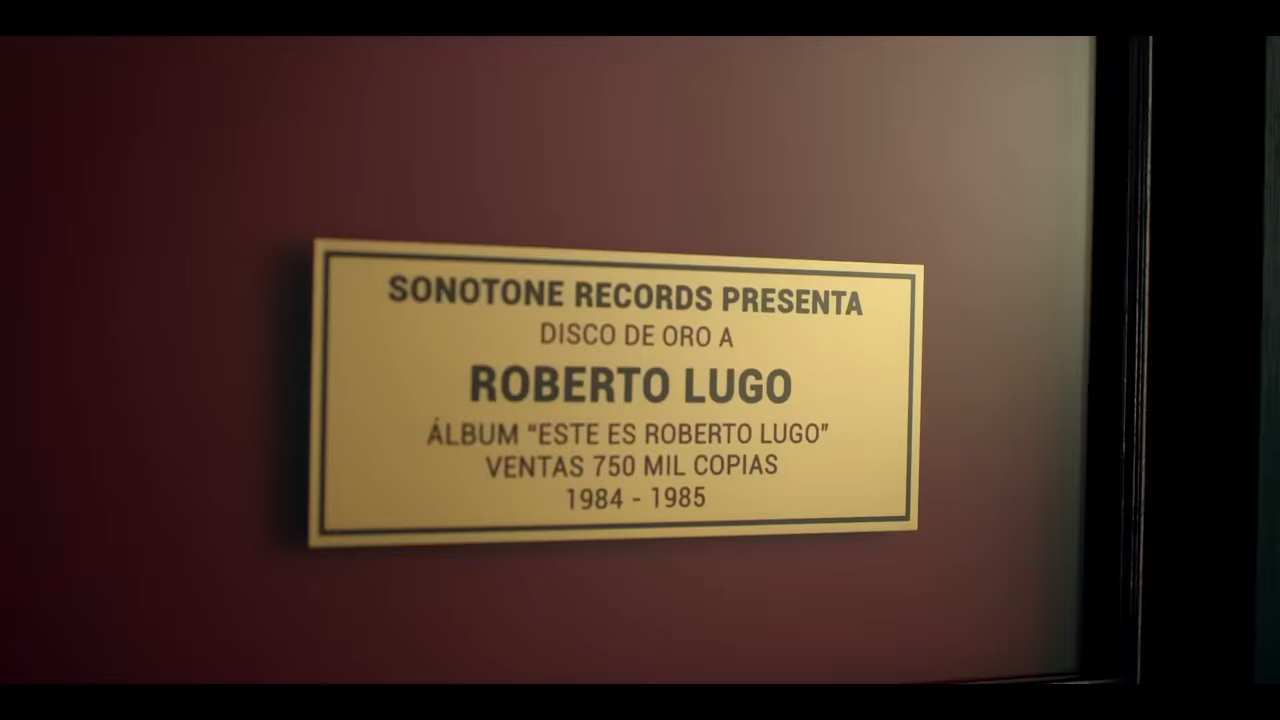 SONOTONE RECORDS PRESENTA
DISCO DE ORO A
ROBERTO LUGO
ÁLBUM “ESTE ES ROBERTO LUGO”
VENTAS 750 MIL COPIAS
1984 - 1985